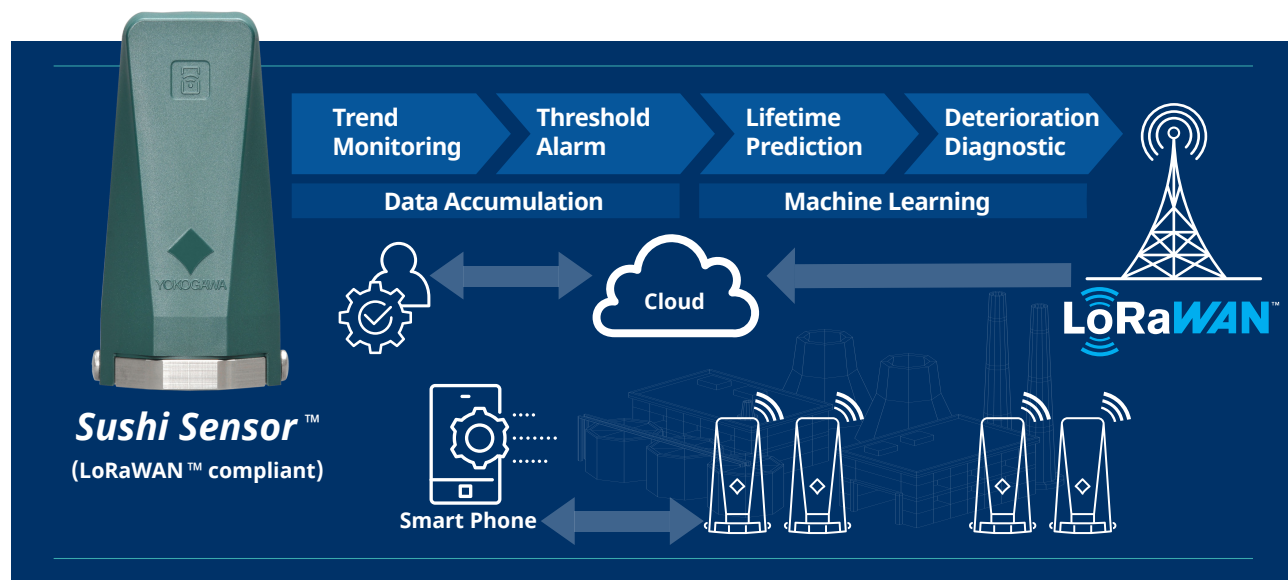 YOKOGAWA
Sushi Sensor™
(LoRaWAN™ compliant)
Trend
Monitoring
Threshold
Alarm
Lifetime
Prediction
Deterioration
Diagnostic
Data Accumulation
Machine Learning
Cloud
LoRaWAN™
Smart Phone